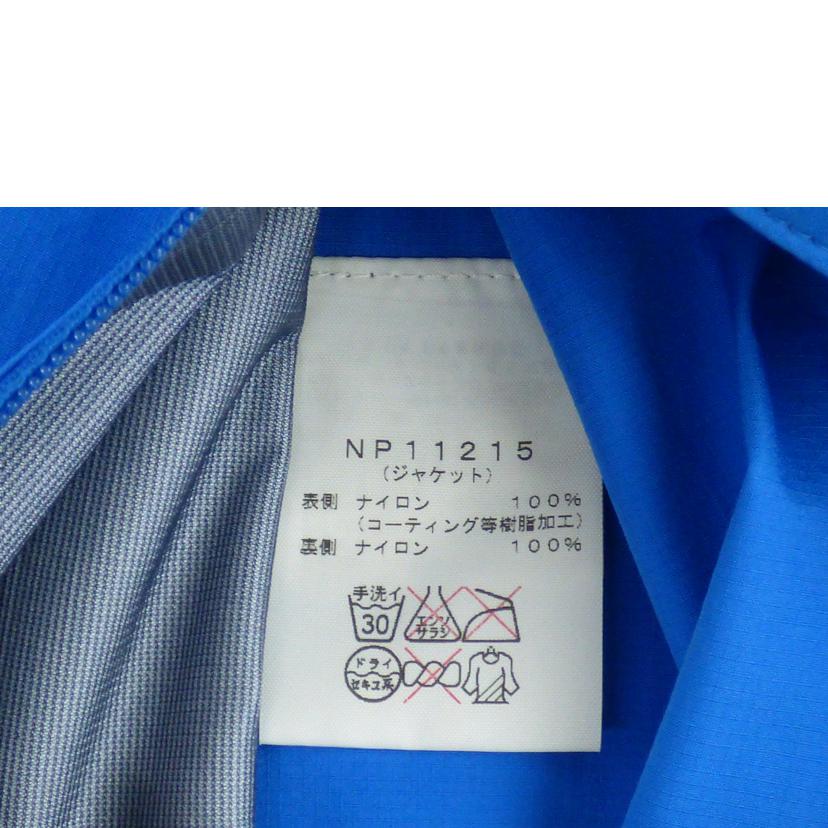 NP11215
(ジャケット)
表側 ナイロン 100%
(コーティング等樹脂加工)
裏側 ナイロン 100%
手洗イ
30
エンソ
サラシ
ドライ
セキユ系